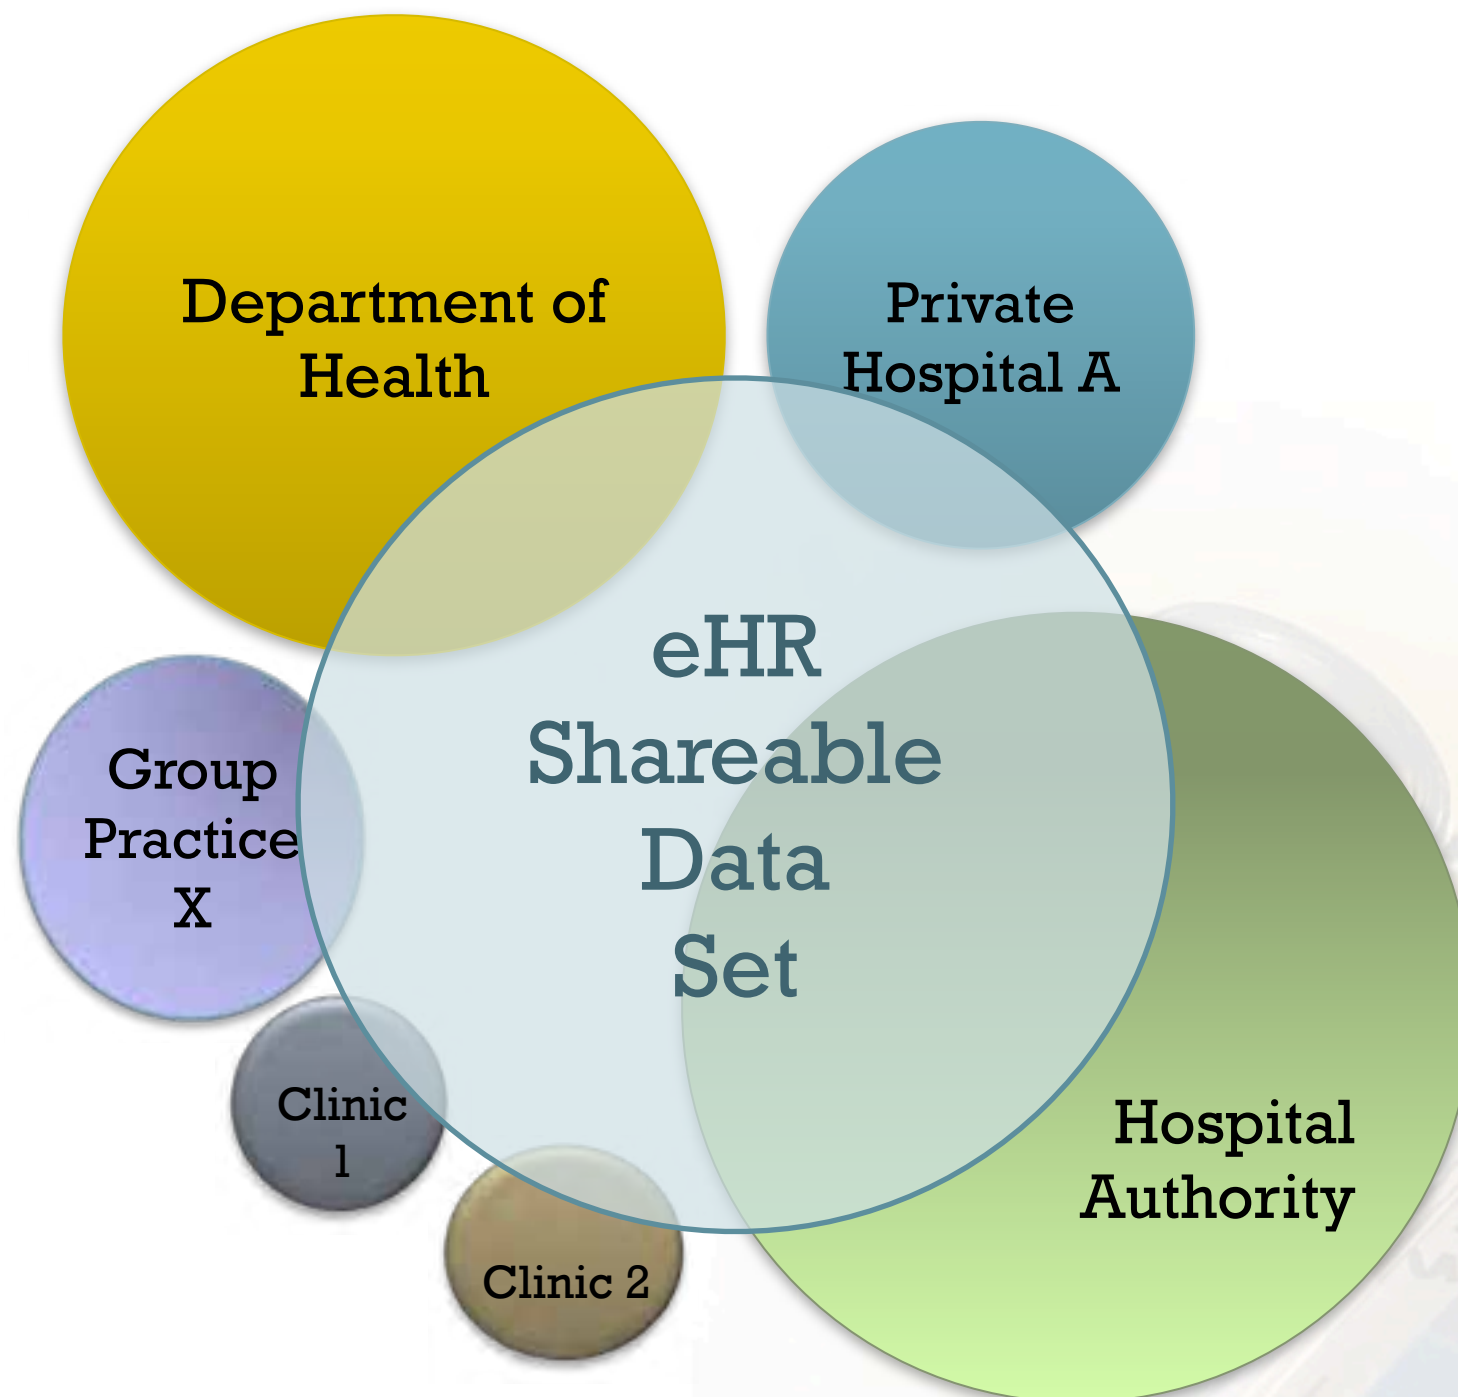 Department of
Health
Private
Hospital A
eHR
Shareable
Data
Set
Group
Practice
X
Clinic
1
Clinic 2
Hospital
Authority